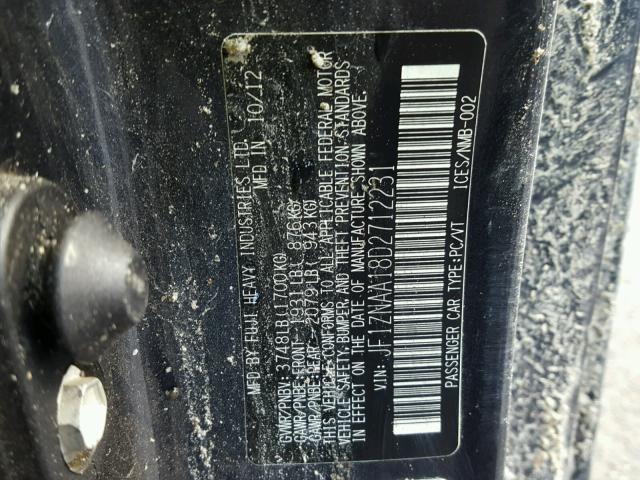 MFD BY FUJI HEAVY INDUSTRIES LTD.
MFD IN 10/12
GVWR/PNBV: 3748LB(1700KG)
GAWR/PNBE-FRONT: 1931LB( 876KG)
GAWR/PNBE-REAR: 2079LB( 943KG)
THIS VEHICLE CONFORMS TO ALL APPLICABLE FEDERAL MOTOR
VEHICLE SAFETY, BUMPER, AND THEFT PREVENTION STANDARDS
IN EFFECT ON THE DATE OF MANUFACTURE SHOWN ABOVE.
VIN: JF1ZNAA18D2712231
PASSENGER CAR TYPE:PC/VT ICES/NMB-002